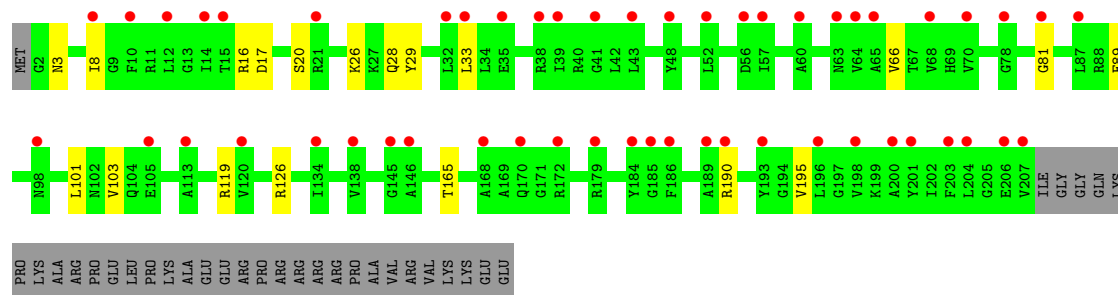 MET G2 N3 I8 G9 F10 R11 L12 G13 I14 T15 R16 D17 S20 R21 K26 K27 Q28 Y29 L32 L33 L34 E35 R38 I39 R40 G41 L42 L43 Y48 L52 D56 I57 A60 N63 V64 A65 V66 T67 V68 H69 V70 G78 G81 L87 R88 E89
N98 L101 N102 V103 Q104 E105 A113 R119 V120 R126 I134 V138 G145 A146 T165 A168 A169 Q170 G171 R172 R179 Y184 G185 F186 A189 R190 Y193 G194 V195 L196 G197 V198 K199 A200 Y201 I202 F203 L204 G205 E206 V207 ILE GLY GLY GLN LYS
PRO LYS ALA ARG PRO GLU LEU PRO LYS ALA GLU GLU ARG PRO ARG ARG ARG ARG PRO ALA VAL ARG VAL LYS LYS GLU GLU